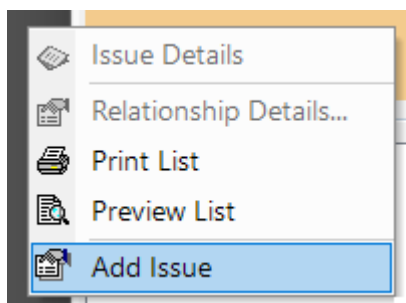 Issue Details
Relationship Details...
Print List
Preview List
Add Issue